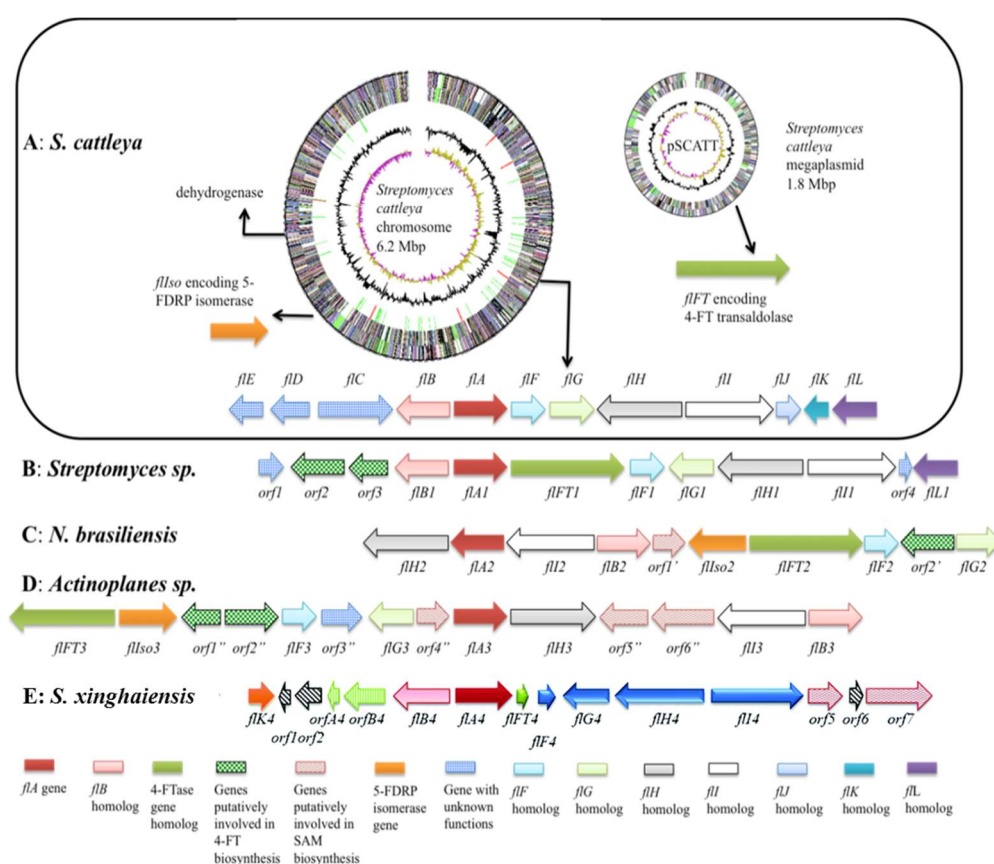 A: S. cattleya
dehydrogenase
flIso encoding 5-
FDRP isomerase
Streptomyces
cattleya
chromosome
6.2 Mbp
pSCATT
Streptomyces
cattleya
megaplasmid
1.8 Mbp
flFT encoding
4-FT transaldolase
flE flD flC flB flA flF flG flH flI flJ flK flL
B: Streptomyces sp.
orf1 orf2 orf3 flB1 flA1 flFT1 flF1 flG1 flH1 flI1 orf4 flL1
C: N. brasiliensis
flH2 flA2 flI2 flB2 orf1’ flIso2 flFT2 flF2 orf2’ flG2
D: Actinoplanes sp.
flFT3 flIso3 orf1” orf2” flF3 orf3” flG3 orf4” flA3 flH3 orf5” orf6” flI3 flB3
E: S. xinghaiensis
flK4 orf1 orf2 orfA4 orfB4 flB4 flA4 flFT4 flF4 flG4 flH4 flI4 orf5 orf6 orf7
flA gene
flB
homolog
4-FTase
gene
homolog
Genes
putatively
involved in
4-FT
biosynthesis
Genes
putatively
involved in
SAM
biosynthesis
5-FDRP
isomerase
gene
Gene with
unknown
functions
flF
homolog
flG
homolog
flH
homolog
flI
homolog
flJ
homolog
flK
homolog
flL
homolog